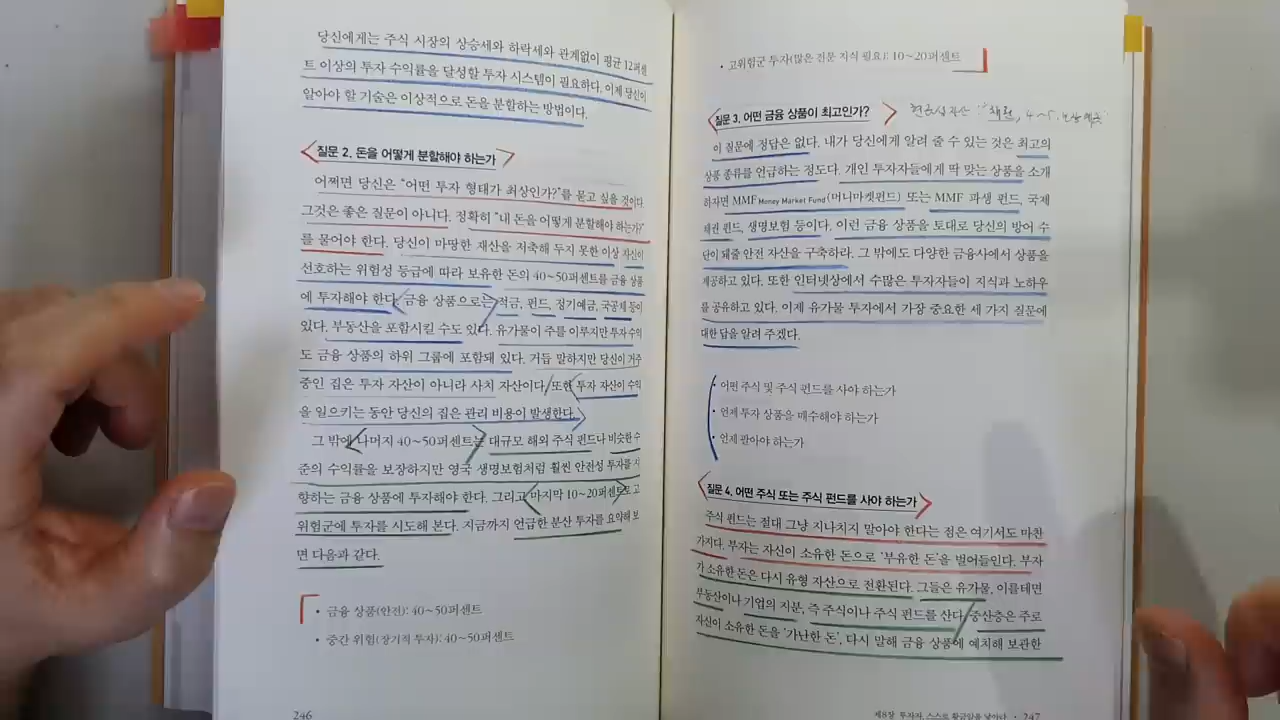 당신에게는 주식 시장의 상승세와 하락세와 관계없이 평균 12퍼센
트 이상의 투자 수익률을 달성할 투자 시스템이 필요하다. 이제 당신이
알아야 할 기술은 이상적으로 돈을 분할하는 방법이다.
질문 2. 돈을 어떻게 분할해야 하는가
어쩌면 당신은 “어떤 투자 형태가 최상인가?”를 묻고 싶을 것이다.
그것은 좋은 질문이 아니다. 정확히 “내 돈을 어떻게 분할해야 하는가?”
를 물어야 한다. 당신이 마땅한 재산을 저축해 두지 못한 이상 자신이
선호하는 위험성 등급에 따라 보유한 돈의 40~50퍼센트를 금융 상품
에 투자해야 한다. 금융 상품으로는 적금, 펀드, 정기예금, 국공채 등이
있다. 부동산을 포함시킬 수도 있다. 유가물이 주를 이루지만 투자 수익
도 금융 상품의 하위 그룹에 포함돼 있다. 거듭 말하지만 당신이 거주
중인 집은 투자 자산이 아니라 사치 자산이다. 또한 투자 자산이 수익
을 일으키는 동안 당신의 집은 관리 비용이 발생한다.
그 밖에 나머지 40~50퍼센트는 대규모 해외 주식 펀드나 비슷한 수
준의 수익률을 보장하지만 영국 생명보험처럼 훨씬 안전성 투자를 지
향하는 금융 상품에 투자해야 한다. 그리고 마지막 10~20퍼센트로 고
위험군에 투자를 시도해 본다. 지금까지 언급한 분산 투자를 요약해 보
면 다음과 같다.
• 금융 상품(안전): 40~50퍼센트
• 중간 위험(장기적 투자): 40~50퍼센트
246
• 고위험군 투자(많은 전문 지식 필요): 10~20퍼센트
질문 3. 어떤 금융 상품이 최고인가?
채권, 4~5.
이 질문에 정답은 없다. 내가 당신에게 알려 줄 수 있는 것은 최고의
상품 종류를 언급하는 정도다. 개인 투자자들에게 딱 맞는 상품을 소개
하자면 MMF Money Market Fund(머니마켓펀드) 또는 MMF 파생 펀드, 국제
채권 펀드, 생명보험 등이다. 이런 금융 상품을 토대로 당신의 방어 수
단이 돼줄 안전 자산을 구축하라. 그 밖에도 다양한 금융사에서 상품을
제공하고 있다. 또한 인터넷상에서 수많은 투자자들이 지식과 노하우
를 공유하고 있다. 이제 유가물 투자에서 가장 중요한 세 가지 질문에
대한 답을 알려 주겠다.
• 어떤 주식 및 주식 펀드를 사야 하는가
• 언제 투자 상품을 매수해야 하는가
• 언제 팔아야 하는가
질문 4. 어떤 주식 또는 주식 펀드를 사야 하는가
주식 펀드는 절대 그냥 지나치지 말아야 한다는 점은 여기서도 마찬
가지다. 부자는 자신이 소유한 돈으로 ‘부유한 돈’을 벌어들인다. 부자
가 소유한 돈은 다시 유형 자산으로 전환된다. 그들은 유가물, 이를테면
부동산이나 기업의 지분, 즉 주식이나 주식 펀드를 산다. 중산층은 주로
자신이 소유한 돈을 ‘가난한 돈’, 다시 말해 금융 상품에 예치해 보관한
제8장 투자자, 스스로 황금알을 낳아라 • 247